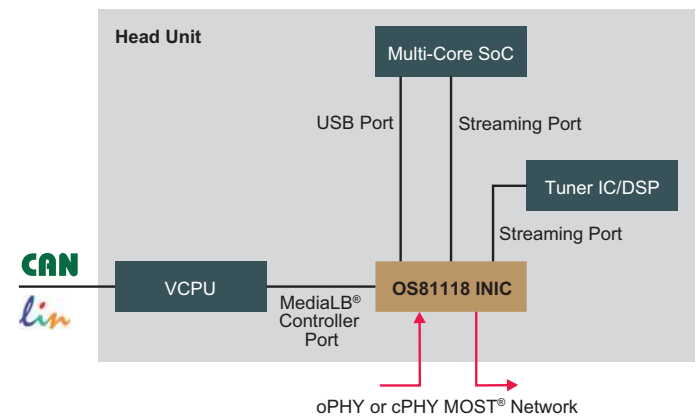 Head Unit
Multi-Core SoC
USB Port
Streaming Port
Tuner IC/DSP
Streaming Port
CAN
lin
VCPU
OS81118 INIC
MediaLB®
Controller
Port
oPHY or cPHY MOST® Network